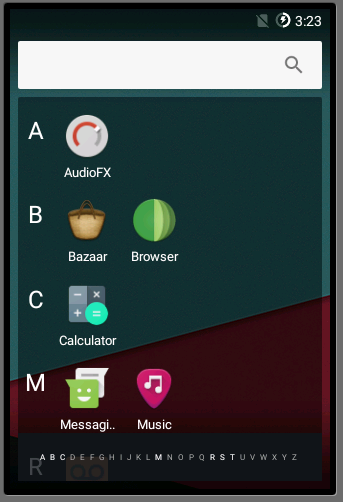 3:23
A
AudioFX
B
Bazaar Browser
C
Calculator
M
Messagi.. Music
R
A B C D E F G H I J K L M N O P Q R S T U V W X Y Z